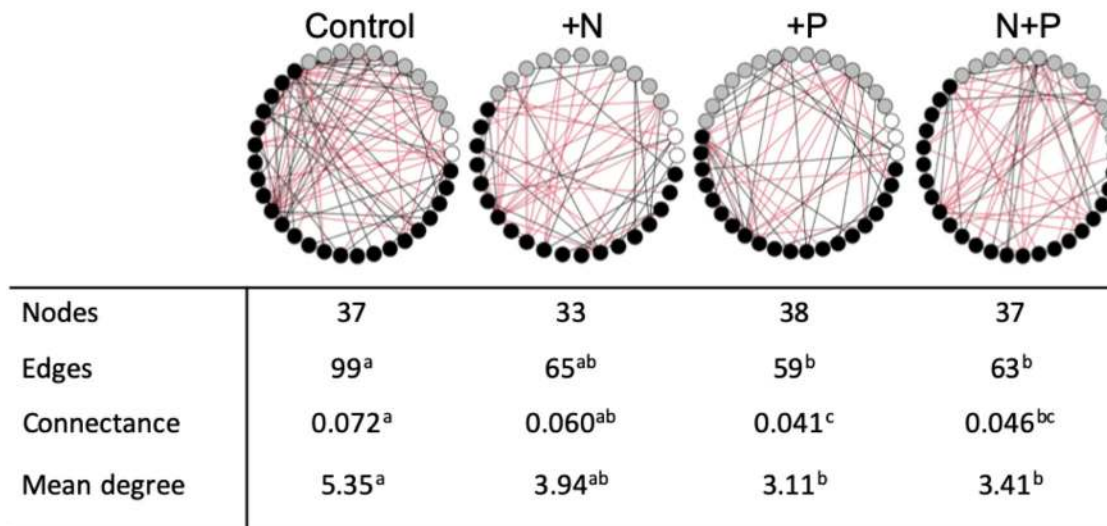 Control +N +P N+P
Nodes 37 33 38 37
Edges 99ᵃ 65ᵃᵇ 59ᵇ 63ᵇ
Connectance 0.072ᵃ 0.060ᵃᵇ 0.041ᶜ 0.046ᵇᶜ
Mean degree 5.35ᵃ 3.94ᵃᵇ 3.11ᵇ 3.41ᵇ